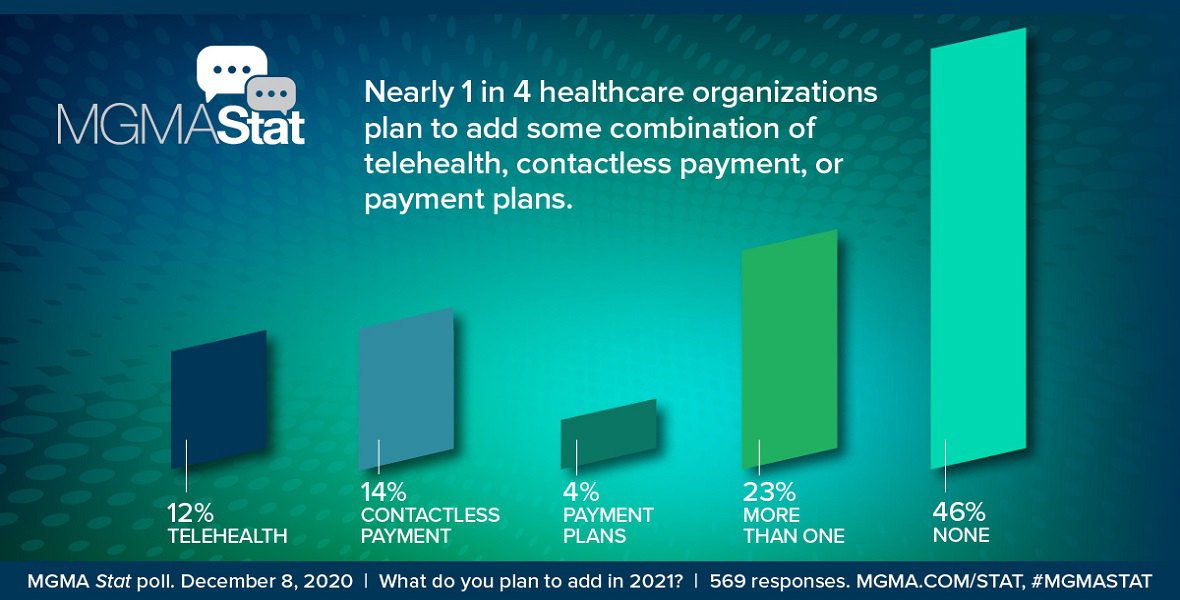 MGMAStat
Nearly 1 in 4 healthcare organizations
plan to add some combination of
telehealth, contactless payment, or
payment plans.
12%
TELEHEALTH
14%
CONTACTLESS
PAYMENT
4%
PAYMENT
PLANS
23%
MORE
THAN ONE
46%
NONE
MGMA Stat poll. December 8, 2020 | What do you plan to add in 2021? | 569 responses. MGMA.COM/STAT, #MGMASTAT